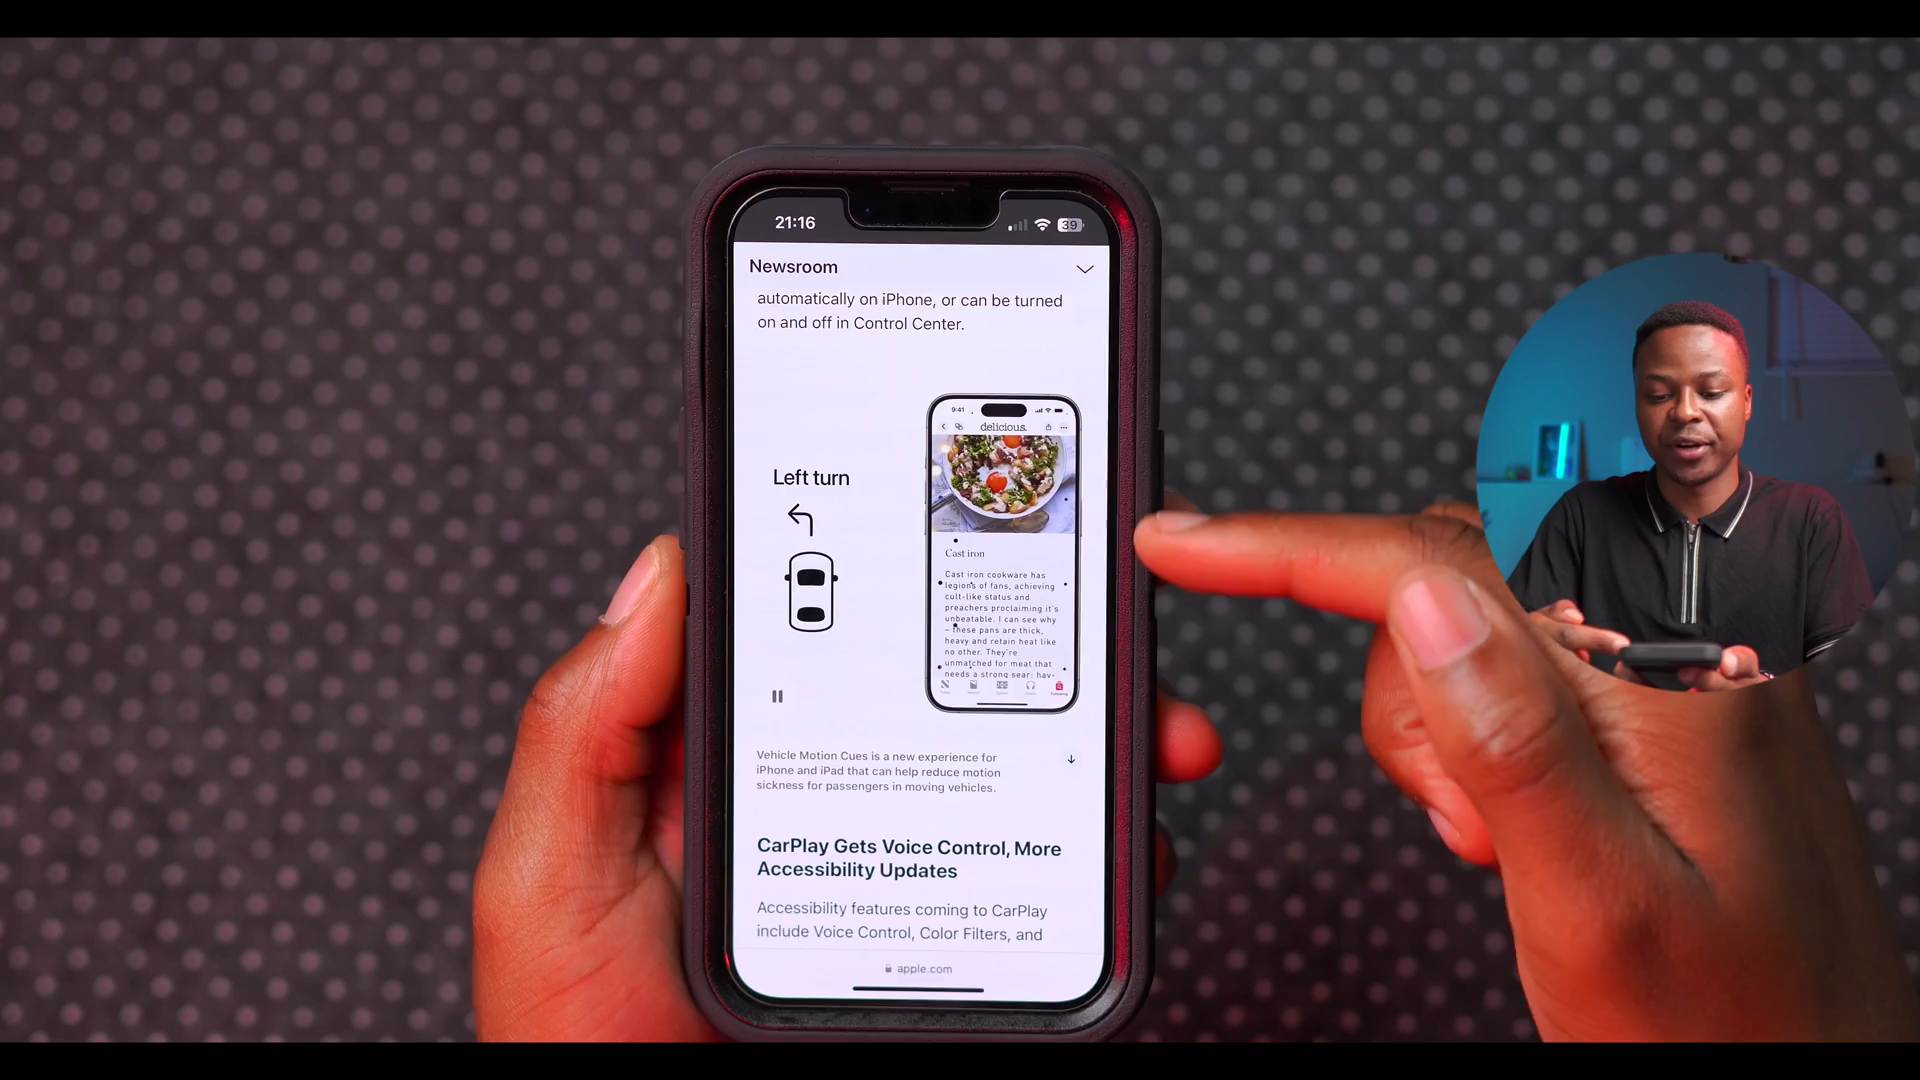 21:16
39
Newsroom
automatically on iPhone, or can be turned
on and off in Control Center.
9:41
delicious.
Left turn
Cast iron
Cast iron cookware has
legions of fans, achieving
cult-like status and
preachers proclaiming it's
unbeatable. I can see why
– these pans are thick,
heavy and retain heat like
no other. They're
unmatched for meat that
needs a strong sear: hav-
Vehicle Motion Cues is a new experience for
iPhone and iPad that can help reduce motion
sickness for passengers in moving vehicles.
CarPlay Gets Voice Control, More
Accessibility Updates
Accessibility features coming to CarPlay
include Voice Control, Color Filters, and
apple.com